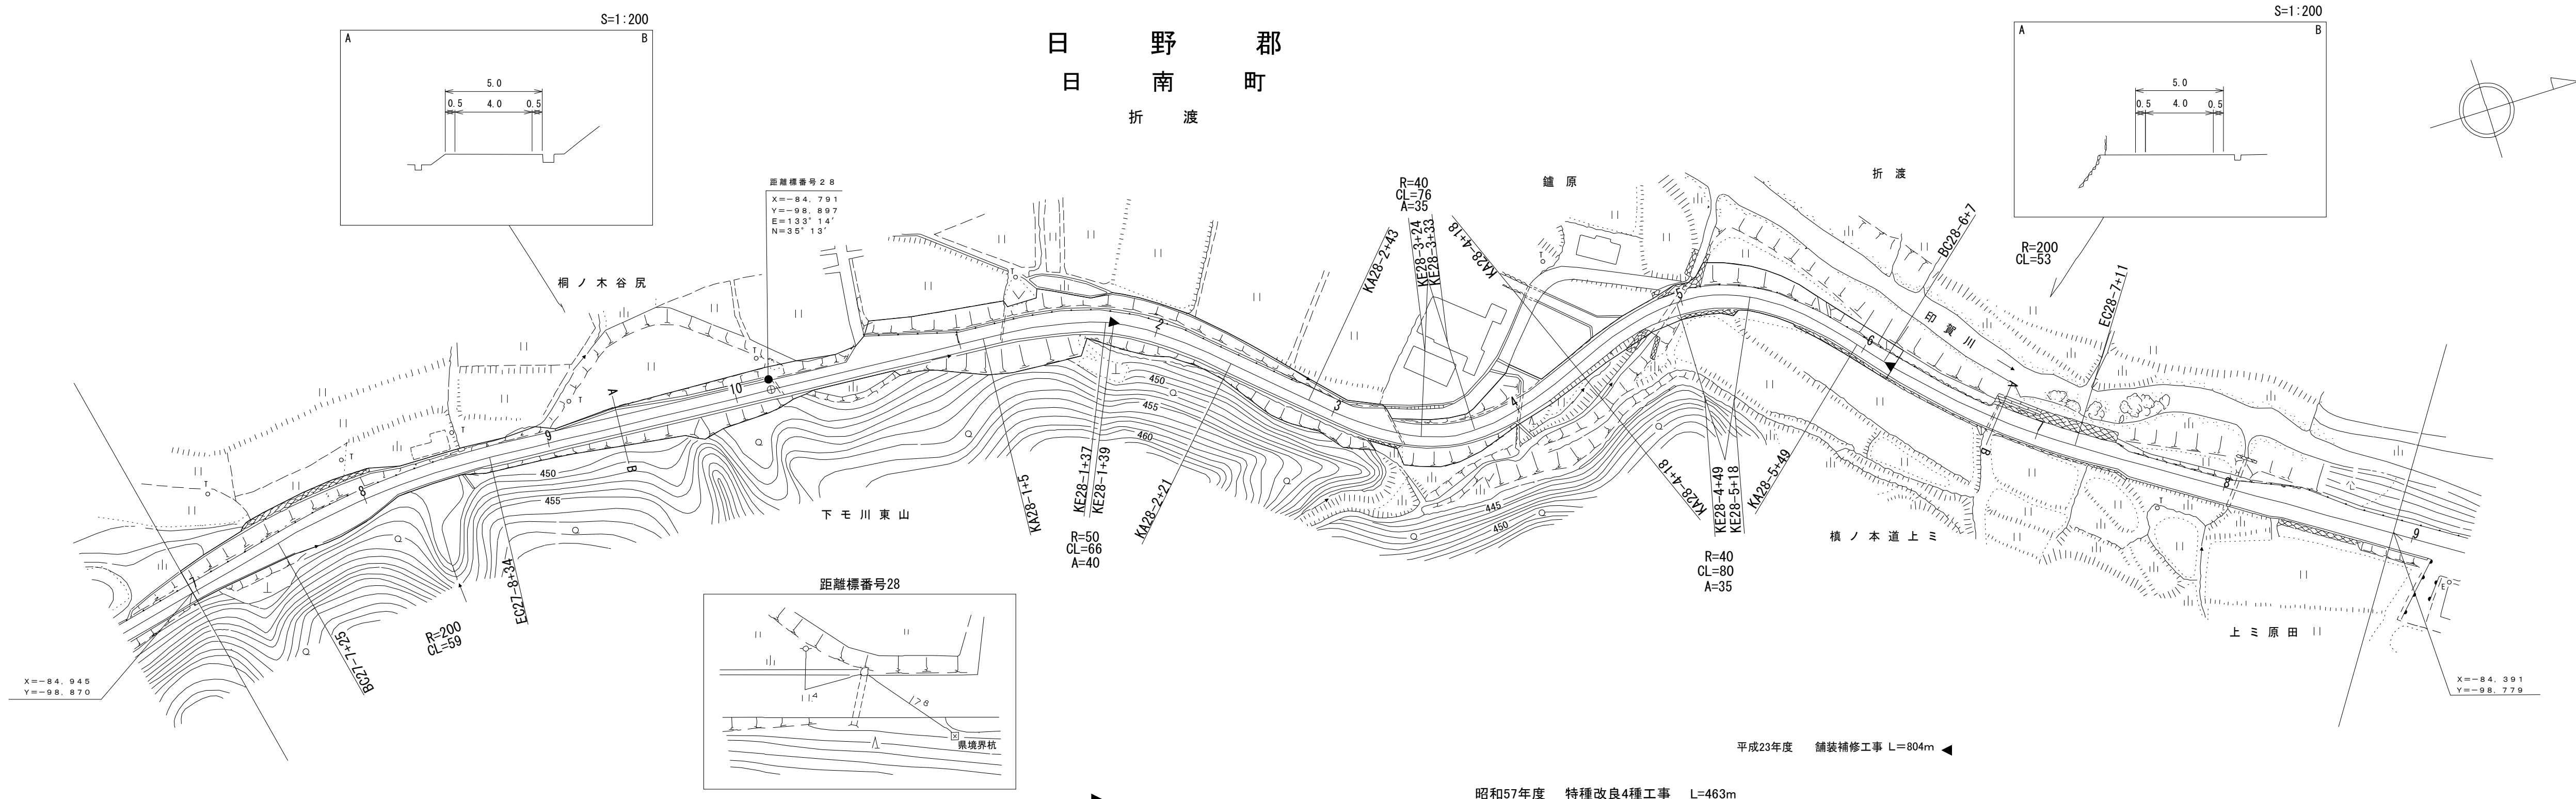 S=1:200
A B
5.0
0.5 4.0 0.5
日野郡
日南町
折渡
S=1:200
A B
5.0
0.5 4.0 0.5
距離標番号28
X=-84,791
Y=-98,897
E=133°14′
N=35°13′
桐ノ木谷尻
R=40
CL=76
A=35
鑪原
折渡
KA28-2+43
KE28-3+24
KE28-3+33
KA28-4+18
BC28-6+7
R=200
CL=53
EC28-7+11
印賀川
T
T
T
T
T
T
T
T
T
7
8
9
10
1
2
3
4
5
6
7
8
9
A
B
A
B
450
455
450
455
460
445
450
下モ川東山
KA28-1+5
KE28-1+37
KE28-1+39
KA28-2+21
R=50
CL=66
A=40
KA28-4+18
KE28-4+49
KE28-5+18
KA28-5+49
R=40
CL=80
A=35
槙ノ本道上ミ
上ミ原田
E
EC27-8+34
BC27-7+25
R=200
CL=59
X=-84,945
Y=-98,870
X=-84,391
Y=-98,779
距離標番号28
178
県境界杭
平成23年度 舗装補修工事 L=804m
昭和57年度 特種改良4種工事 L=463m